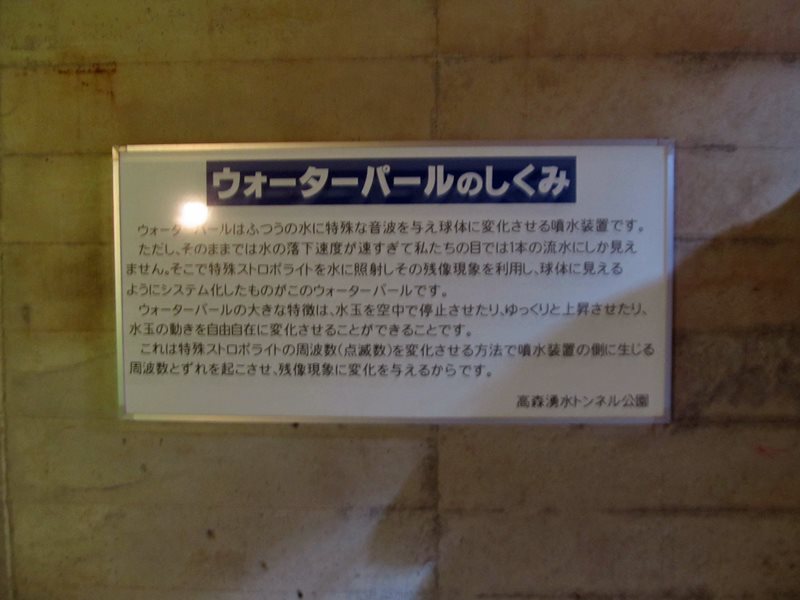 ウォーターパールのしくみ
ウォーターパールはふつうの水に特殊な音波を与え球体に変化させる噴水装置です。
ただし、そのままでは水の落下速度が速すぎて私たちの目では1本の流水にしか見え
ません。そこで特殊ストロボライトを水に照射しその残像現象を利用し、球体に見える
ようにシステム化したものがこのウォーターパールです。
ウォーターパールの大きな特徴は、水玉を空中で停止させたり、ゆっくりと上昇させたり、
水玉の動きを自由自在に変化させることができることです。
これは特殊ストロボライトの周波数(点滅数)を変化させる方法で噴水装置の側に生じる
周波数とずれを起こさせ、残像現象に変化を与えるからです。
高森湧水トンネル公園